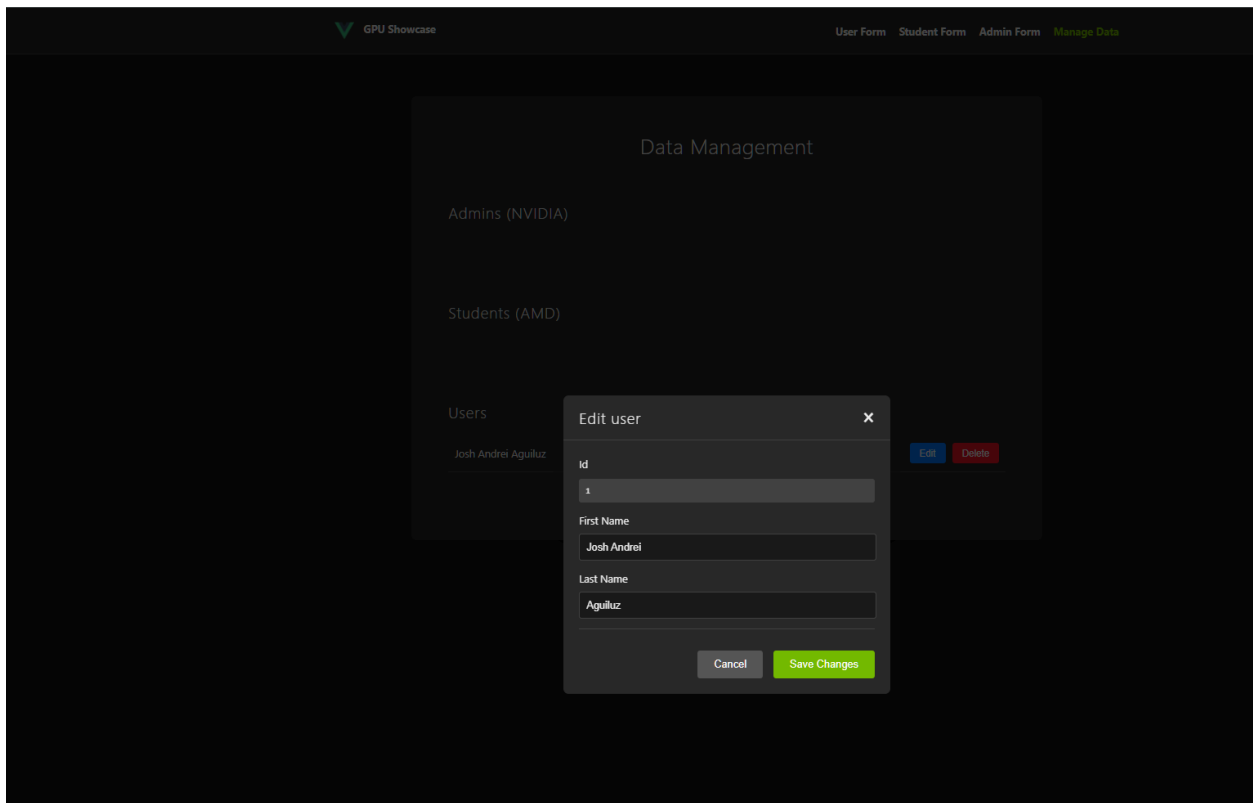 GPU Showcase
User Form Student Form Admin Form Manage Data
Data Management
Admins (NVIDIA)
Students (AMD)
Users
Josh Andrei Aguiluz
Edit Delete
Edit user
×
Id
1
First Name
Josh Andrei
Last Name
Aguiluz
Cancel Save Changes